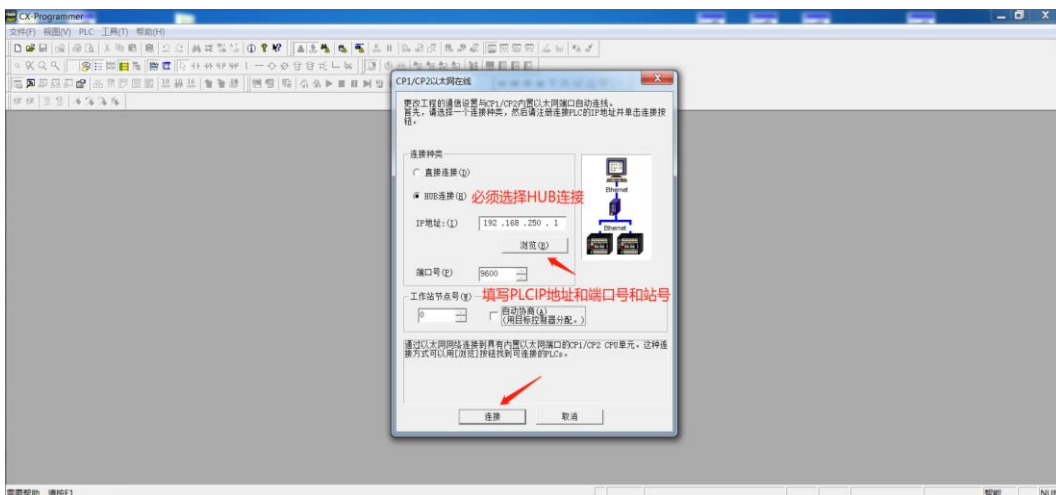 CX-Programmer
文件(F) 视图(V) PLC 工具(T) 帮助(H)
CP1/CP2以太网在线
更改工程的通信设置与CP1/CP2内置以太网端口自动连线。
首先，请选择一个连接种类，然后请注册连接PLC的IP地址并单击连接按
钮。
连接种类
直接连接(D)
HUB连接(H) 必须选择HUB连接
IP地址:(I) 192 .168 .250 . 1
浏览(B)
端口号(P) 9600
Ethernet
Ethernet
工作站节点号(W) 填写PLCIP地址和端口号和站号
0
自动协商(A)
(用目标控制器分配。)
通过以太网网络连接到具有内置以太网端口的CP1/CP2 CPU单元。这种连
接方式可以用[浏览]按钮找到可连接的PLCs。
连接 取消
需要帮助，请按F1
智能 NUM